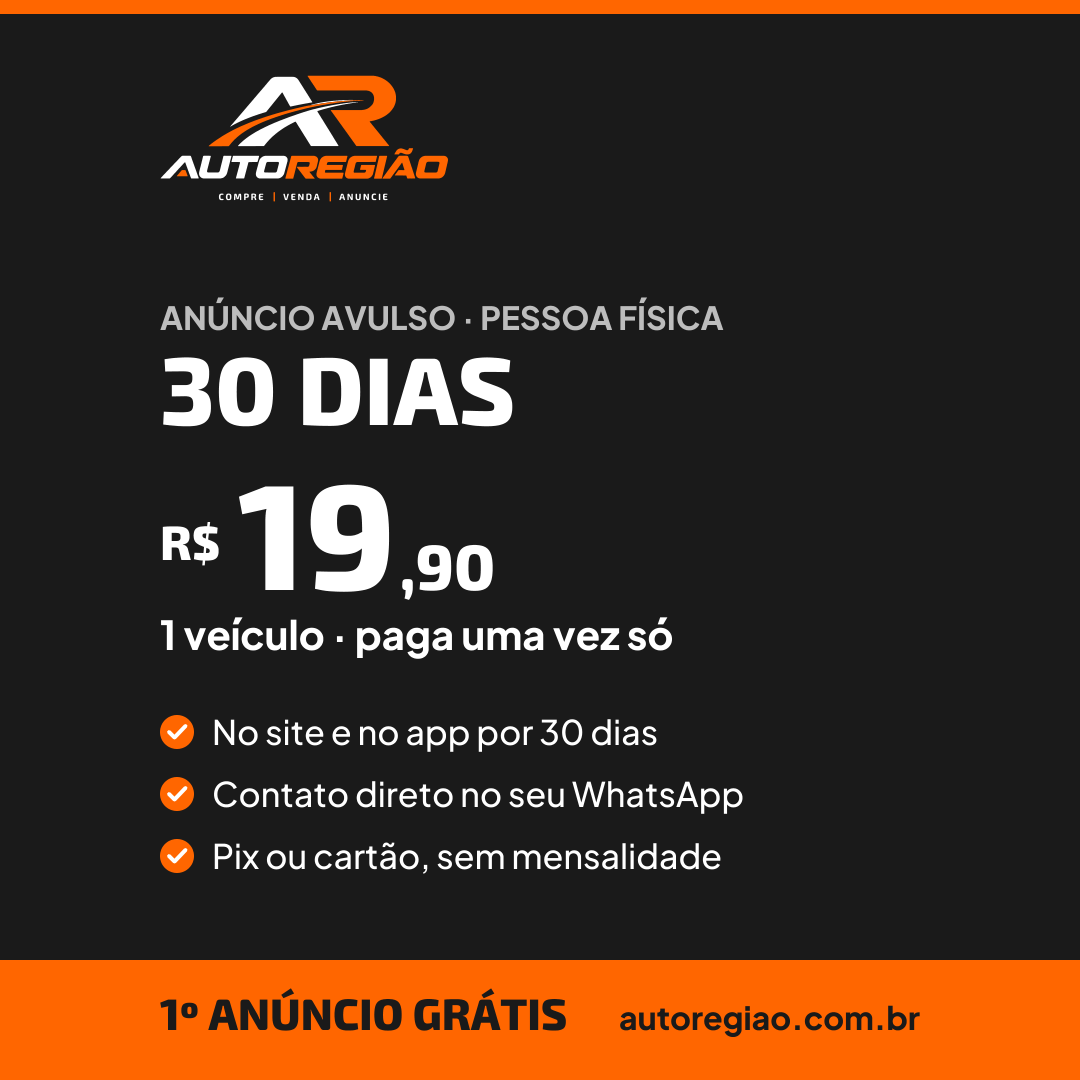 AR
AUTOREGIÃO
COMPRE | VENDA | ANUNCIE
ANÚNCIO AVULSO · PESSOA FÍSICA
30 DIAS
R$ 19,90
1 veículo · paga uma vez só
No site e no app por 30 dias
Contato direto no seu WhatsApp
Pix ou cartão, sem mensalidade
1º ANÚNCIO GRÁTIS autoregiao.com.br